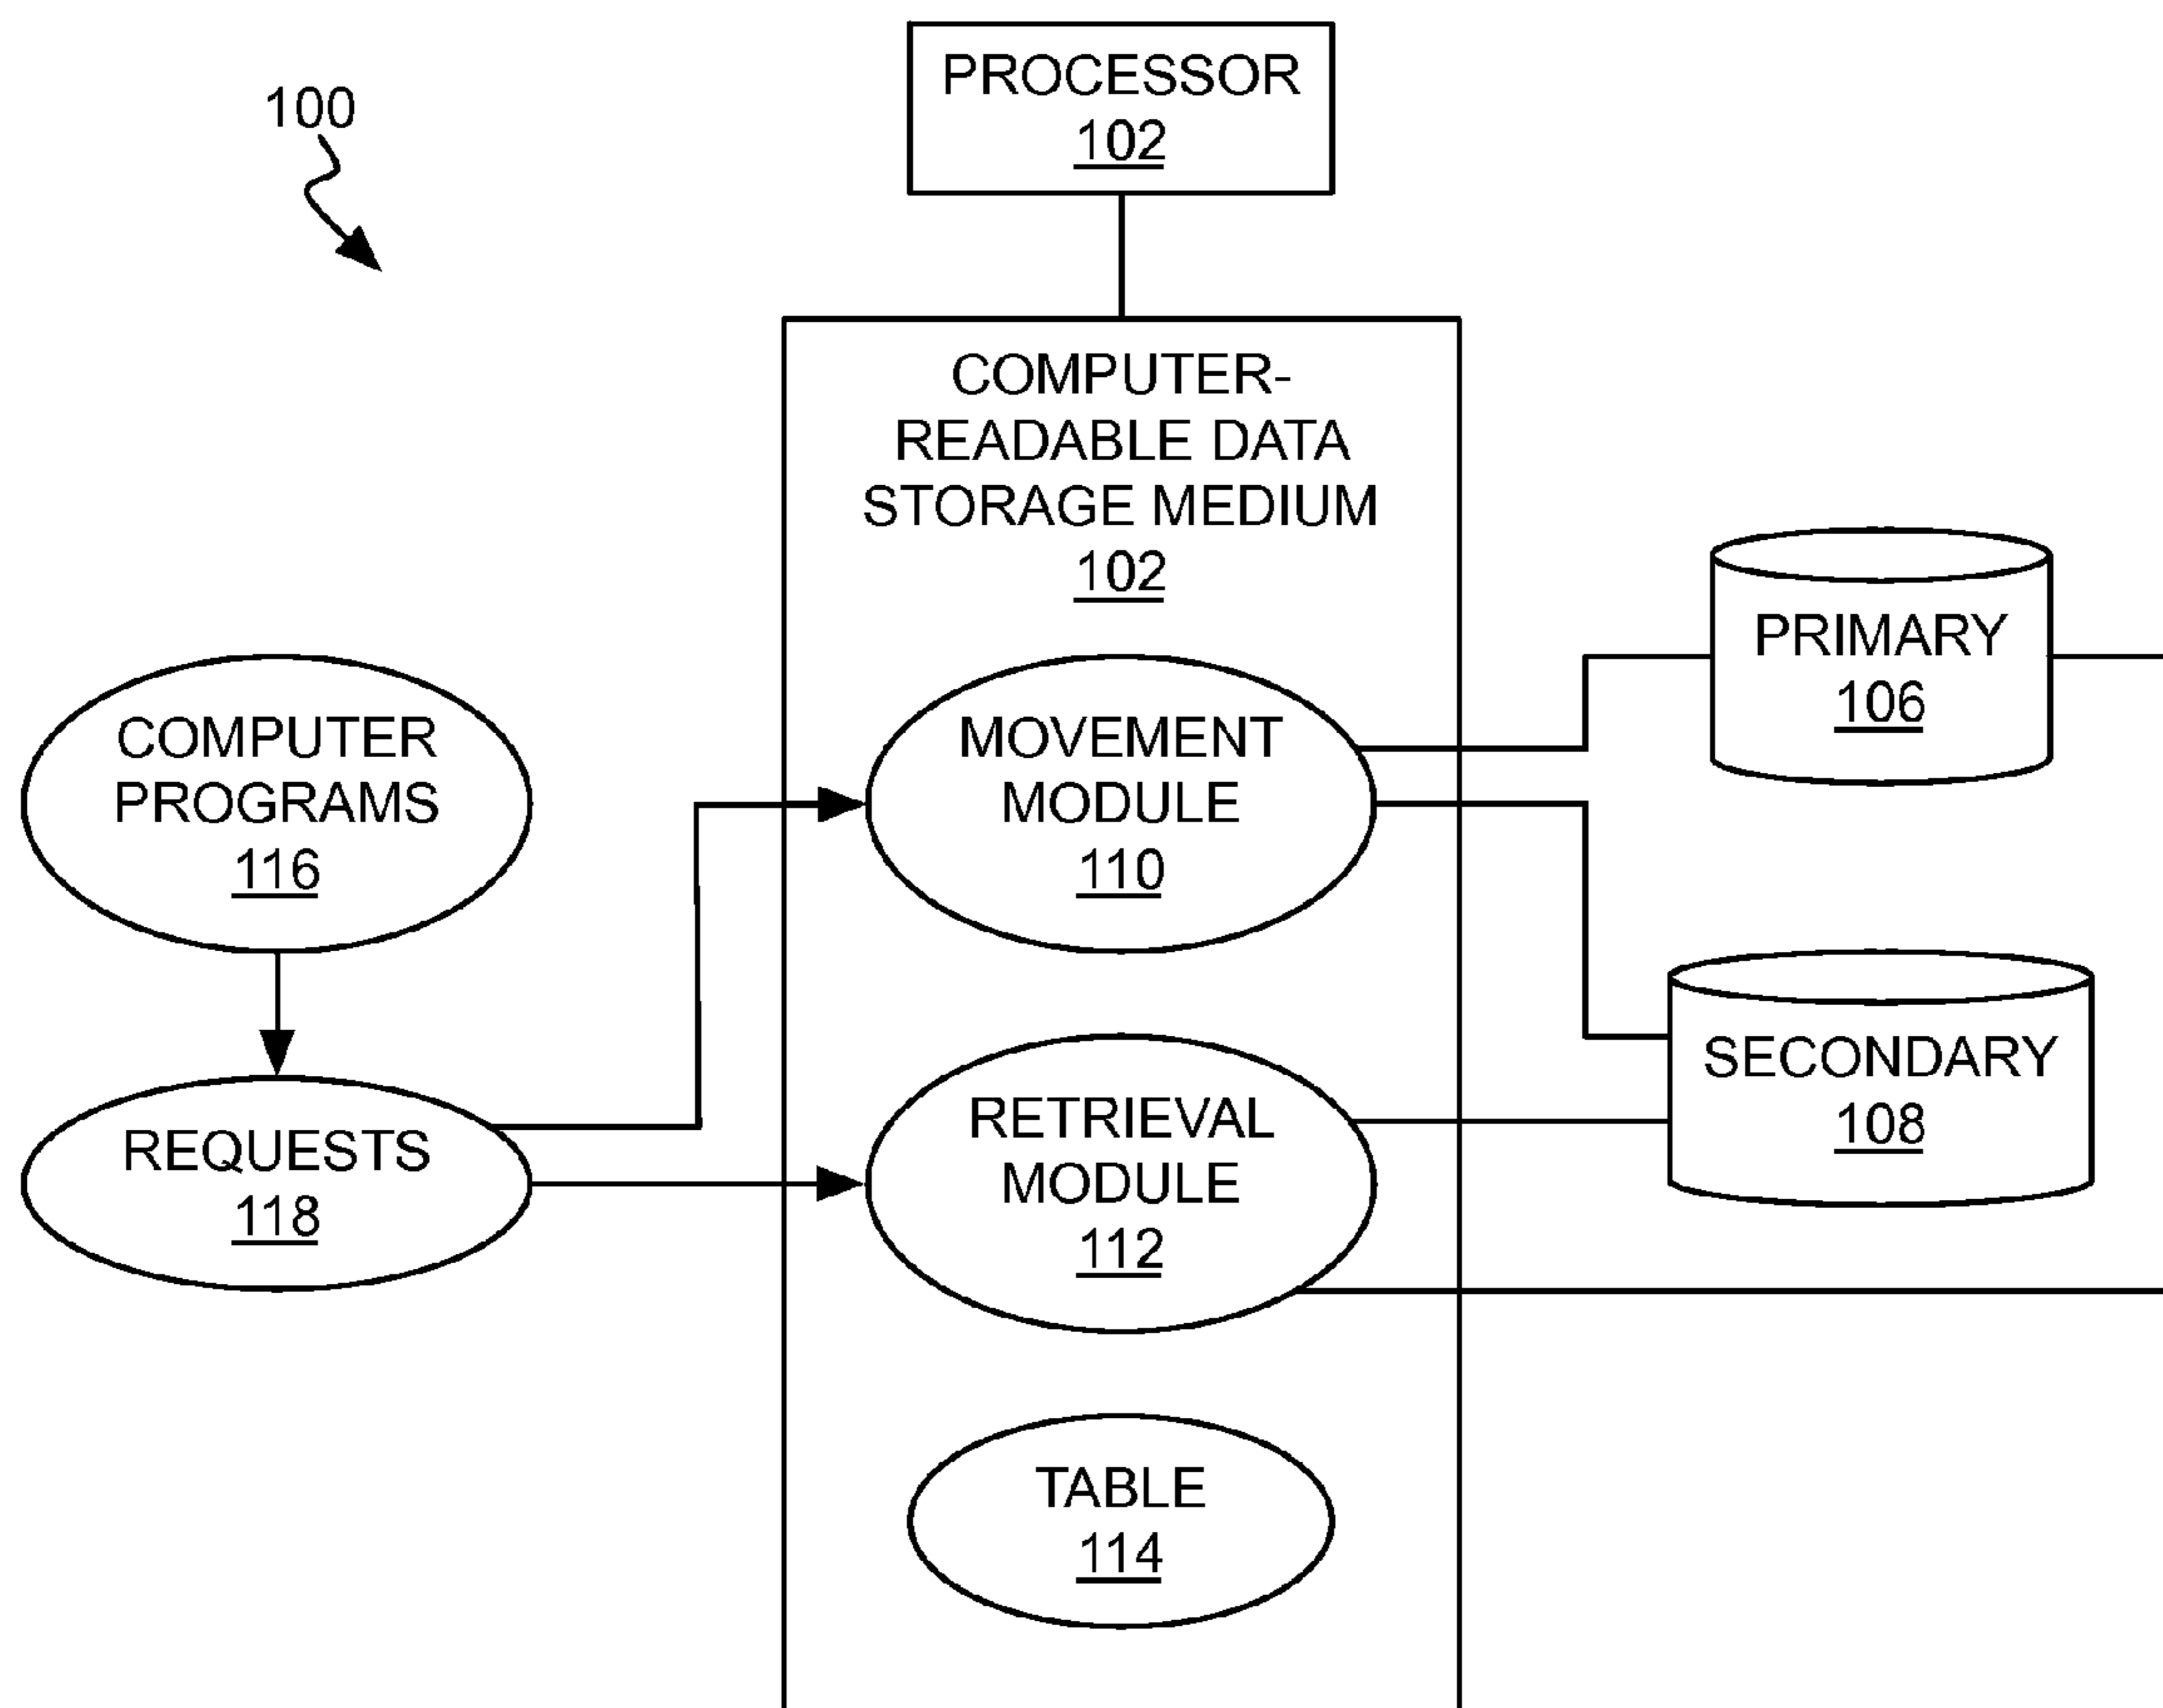 100
PROCESSOR
102
COMPUTER-
READABLE DATA
STORAGE MEDIUM
102
COMPUTER
PROGRAMS
116
MOVEMENT
MODULE
110
PRIMARY
106
REQUESTS
118
RETRIEVAL
MODULE
112
SECONDARY
108
TABLE
114